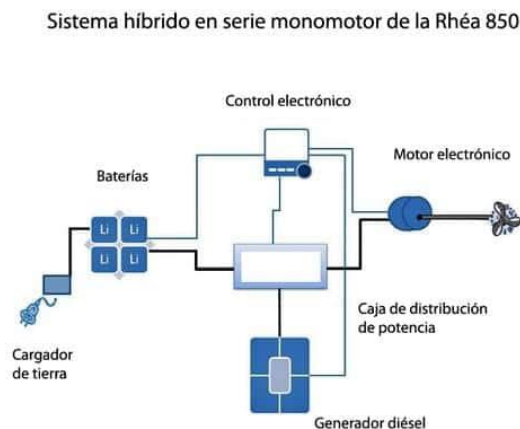 Sistema híbrido en serie monomotor de la Rhéa 850
Control electrónico
Motor electrónico
Baterías
Li
Li
Li
Li
Caja de distribución
de potencia
Cargador
de tierra
Generador diésel